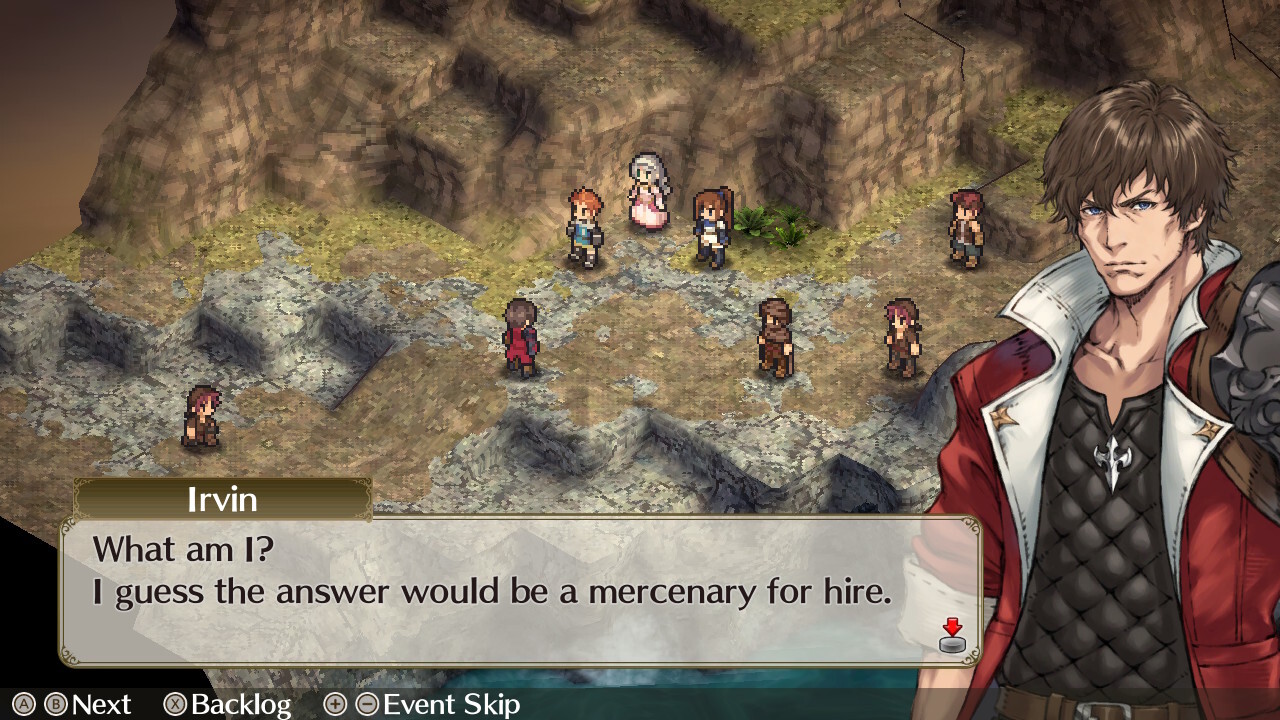 Irvin
What am I?
I guess the answer would be a mercenary for hire.
A B Next X Backlog + - Event Skip